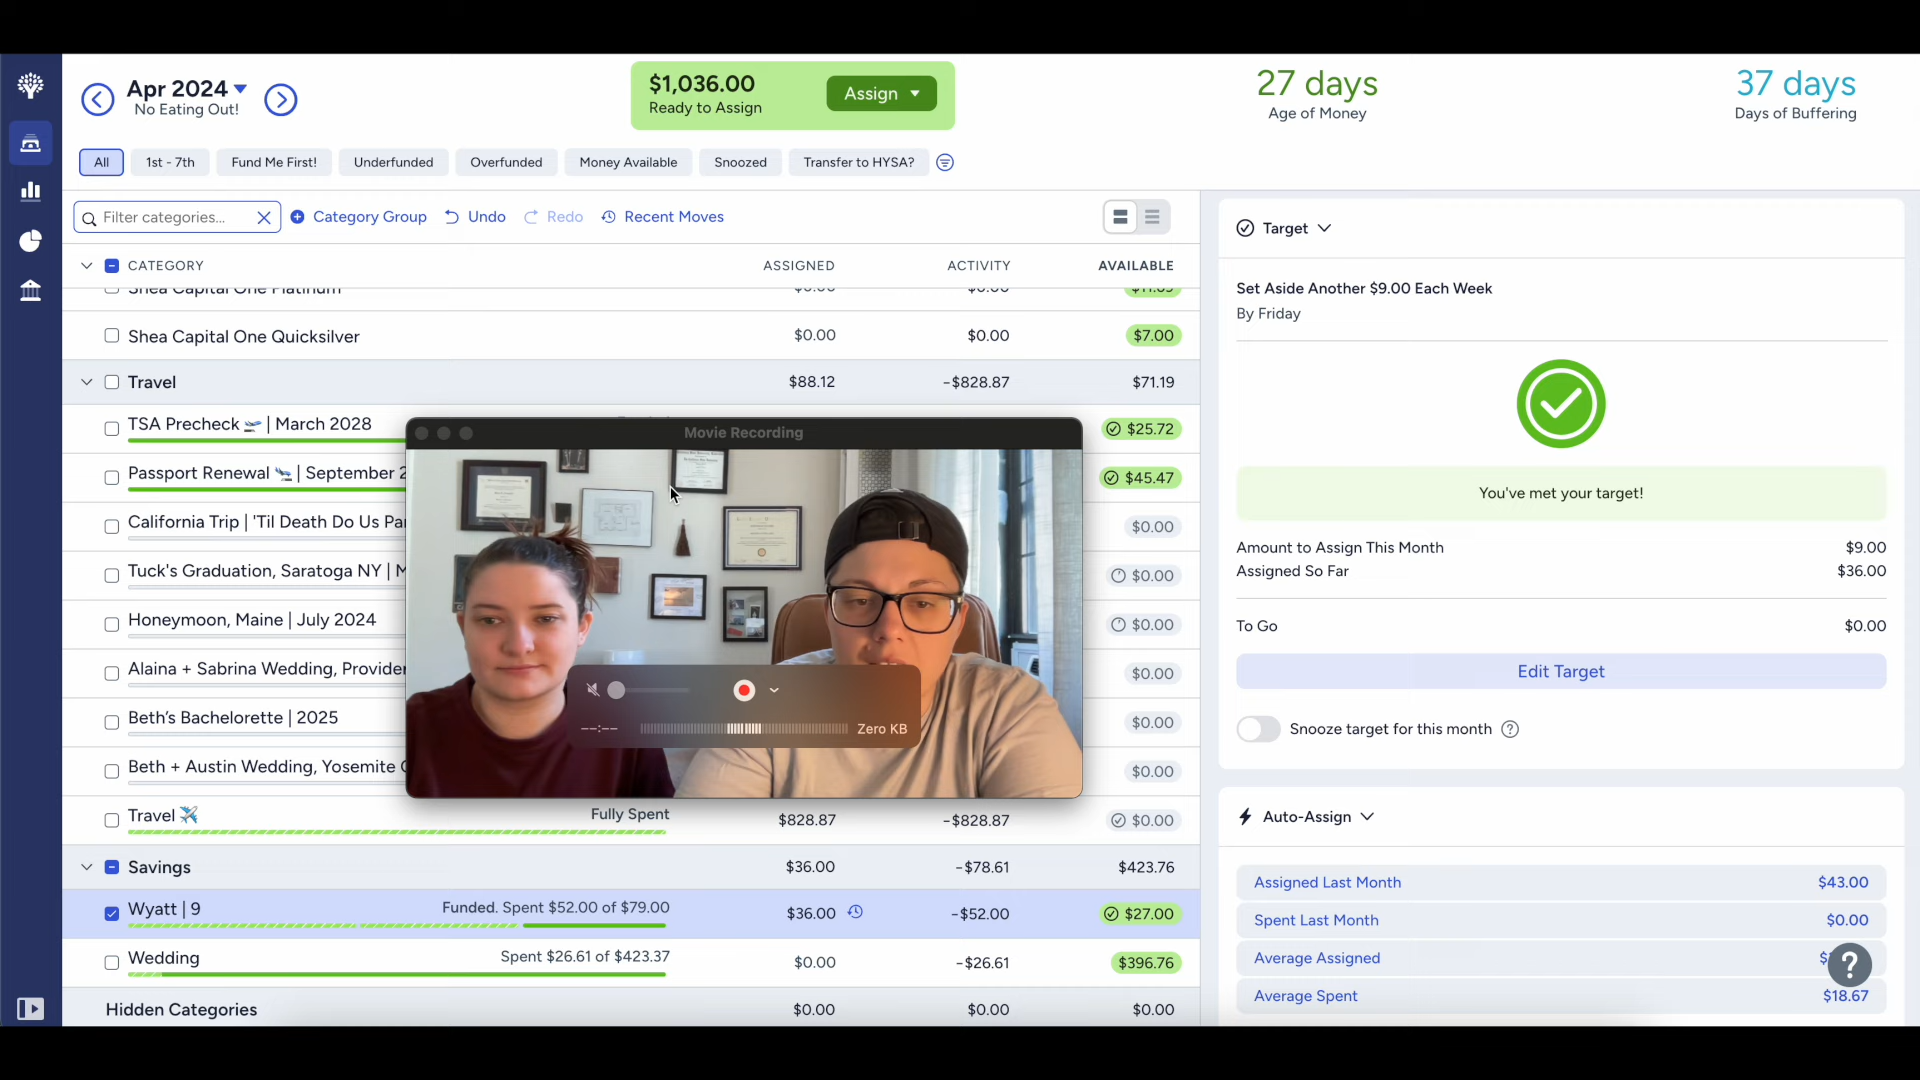 Apr 2024
No Eating Out!
$1,036.00
Ready to Assign
Assign
27 days
Age of Money
37 days
Days of Buffering
All
1st - 7th
Fund Me First!
Underfunded
Overfunded
Money Available
Snoozed
Transfer to HYSA?
Filter categories...
Category Group
Undo
Redo
Recent Moves
CATEGORY ASSIGNED ACTIVITY AVAILABLE
Shea Capital One Platinum $0.00 $0.00
Shea Capital One Quicksilver $0.00 $0.00 $7.00
Travel $88.12 -$828.87 $71.19
TSA Precheck 🛫 | March 2028 $25.72
Passport Renewal 🛬 | September 2 $45.47
California Trip | 'Til Death Do Us Pa $0.00
Tuck's Graduation, Saratoga NY | M $0.00
Honeymoon, Maine | July 2024 $0.00
Alaina + Sabrina Wedding, Provider $0.00
Beth's Bachelorette | 2025 $0.00
Beth + Austin Wedding, Yosemite $0.00
Travel ✈️ Fully Spent $828.87 -$828.87 $0.00
Savings $36.00 -$78.61 $423.76
Wyatt | 9 Funded. Spent $52.00 of $79.00 $36.00 -$52.00 $27.00
Wedding Spent $26.61 of $423.37 $0.00 -$26.61 $396.76
Hidden Categories $0.00 $0.00 $0.00
Movie Recording
--:-- Zero KB
Target
Set Aside Another $9.00 Each Week
By Friday
You've met your target!
Amount to Assign This Month $9.00
Assigned So Far $36.00
To Go $0.00
Edit Target
Snooze target for this month ?
Auto-Assign
Assigned Last Month $43.00
Spent Last Month $0.00
Average Assigned $
?
Average Spent $18.67